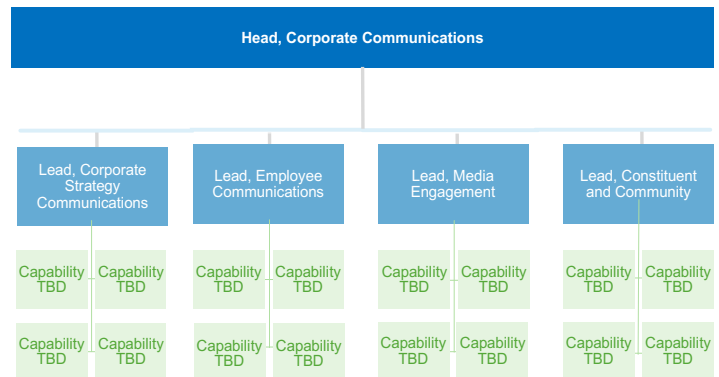 Head, Corporate Communications
Lead, Corporate
Strategy
Communications
Lead, Employee
Communications
Lead, Media
Engagement
Lead, Constituent
and Community
Capability
TBD
Capability
TBD
Capability
TBD
Capability
TBD
Capability
TBD
Capability
TBD
Capability
TBD
Capability
TBD
Capability
TBD
Capability
TBD
Capability
TBD
Capability
TBD
Capability
TBD
Capability
TBD
Capability
TBD
Capability
TBD